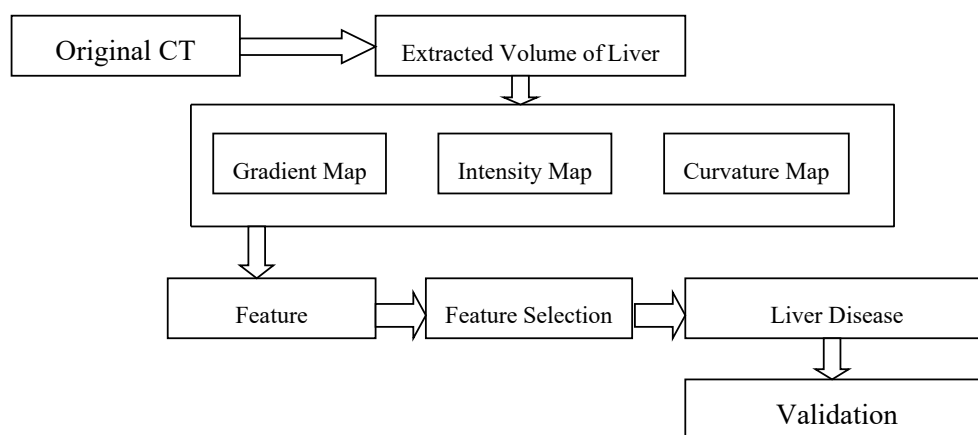 Original CT
Extracted Volume of Liver
Gradient Map
Intensity Map
Curvature Map
Feature
Feature Selection
Liver Disease
Validation